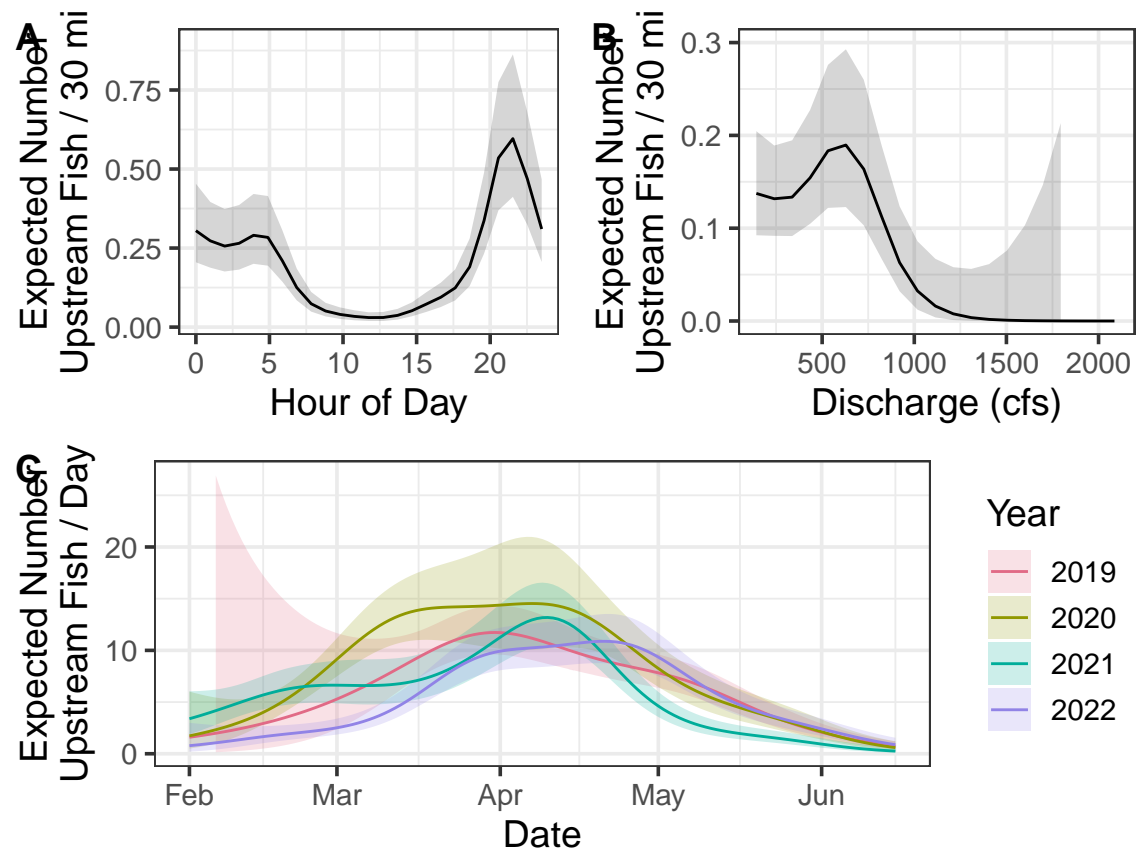 A
Expected Number
Upstream Fish / 30 mi
0.75
0.50
0.25
0.00
0 5 10 15 20
Hour of Day
B
Expected Number
Upstream Fish / 30 mi
0.3
0.2
0.1
0.0
500 1000 1500 2000
Discharge (cfs)
C
Expected Number
Upstream Fish / Day
20
10
0
Feb Mar Apr May Jun
Date
Year
2019
2020
2021
2022